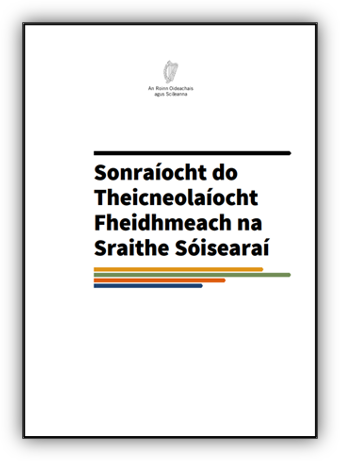 An Roinn Oideachais
agus Scileanna
Sonraíocht do
Theicneolaíocht
Fheidhmeach na
Sraithe Sóisearaí